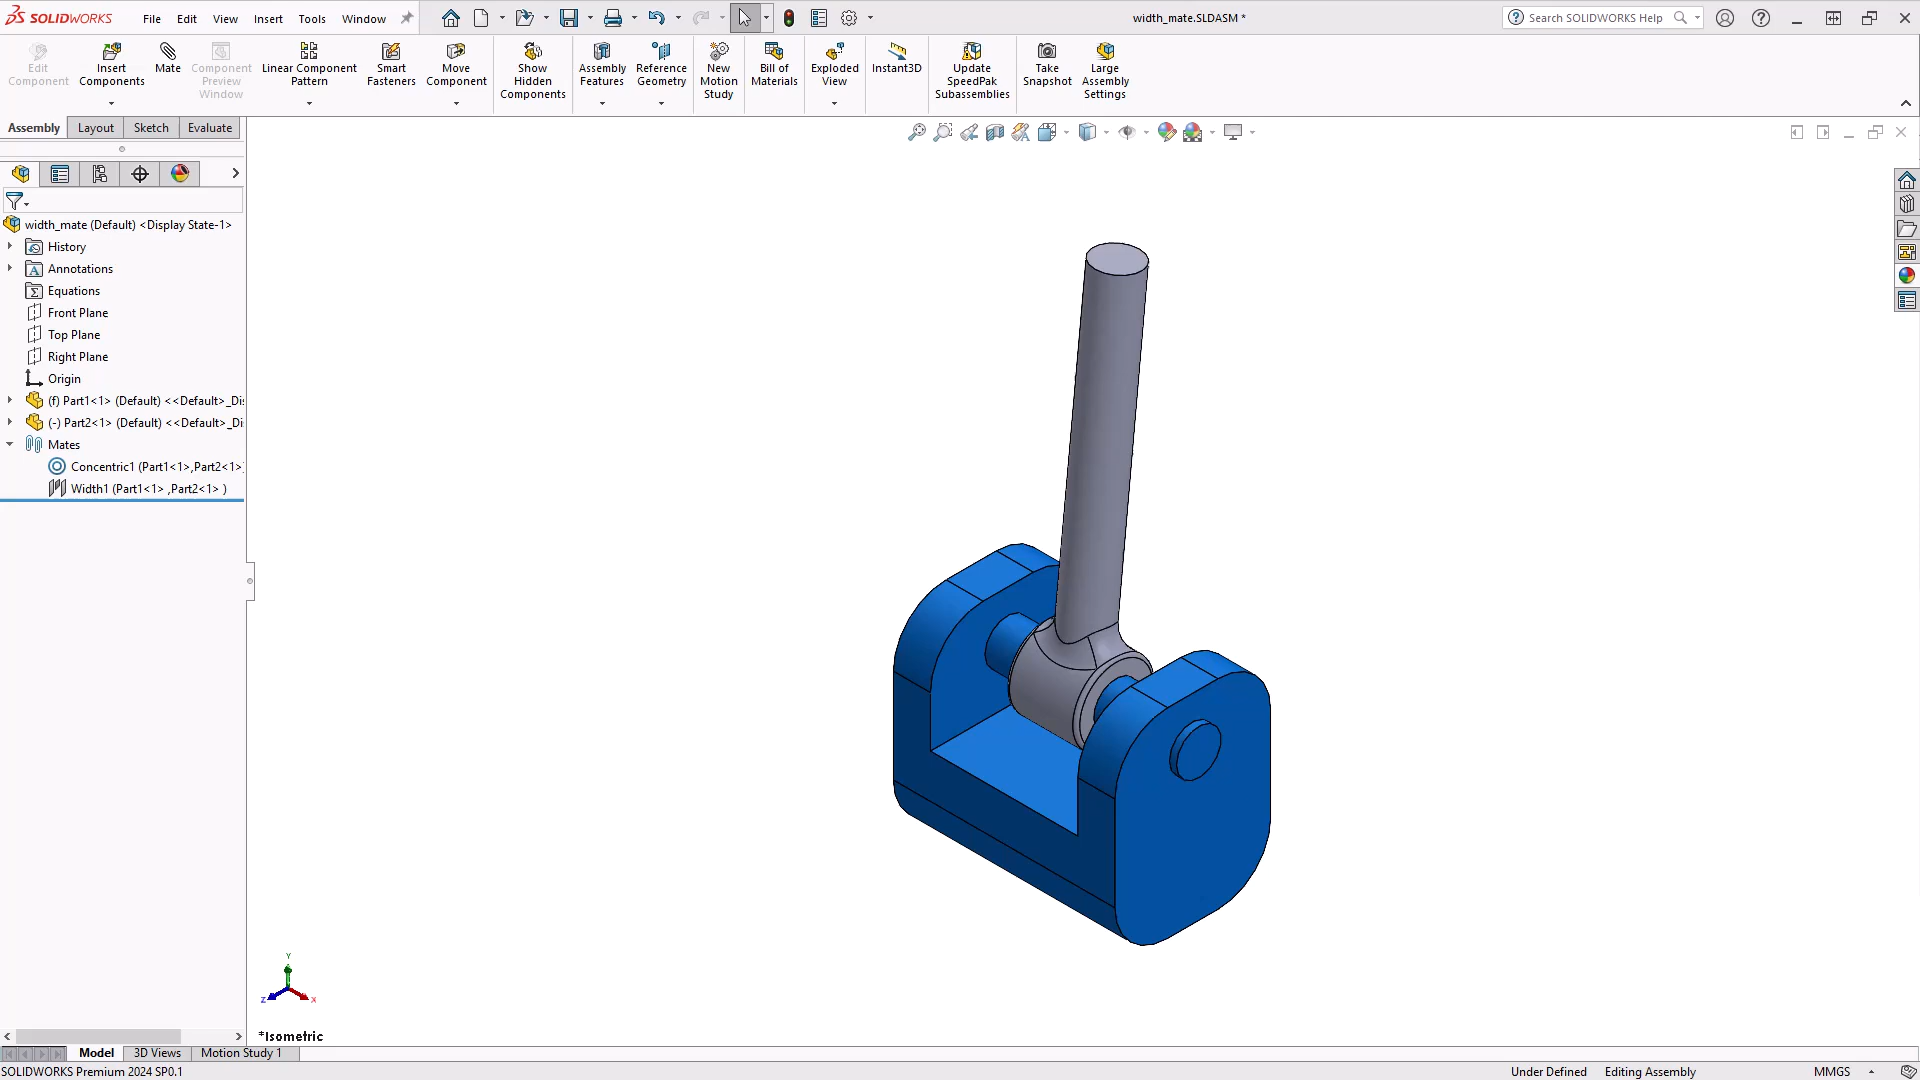 SOLIDWORKS
File Edit View Insert Tools Window
width_mate.SLDASM *
Search SOLIDWORKS Help
Edit Component
Insert Components
Mate
Component Preview Window
Linear Component Pattern
Smart Fasteners
Move Component
Show Hidden Components
Assembly Features
Reference Geometry
New Motion Study
Bill of Materials
Exploded View
Instant3D
Update SpeedPak Subassemblies
Take Snapshot
Large Assembly Settings
Assembly Layout Sketch Evaluate
width_mate (Default) <Display State-1>
History
Annotations
Equations
Front Plane
Top Plane
Right Plane
Origin
(f) Part1<1> (Default) <<Default>_Di
(-) Part2<1> (Default) <<Default>_Di
Mates
Concentric1 (Part1<1>,Part2<1>
Width1 (Part1<1> ,Part2<1> )
Y
Z X
*Isometric
Model 3D Views Motion Study 1
SOLIDWORKS Premium 2024 SP0.1
Under Defined Editing Assembly MMGS